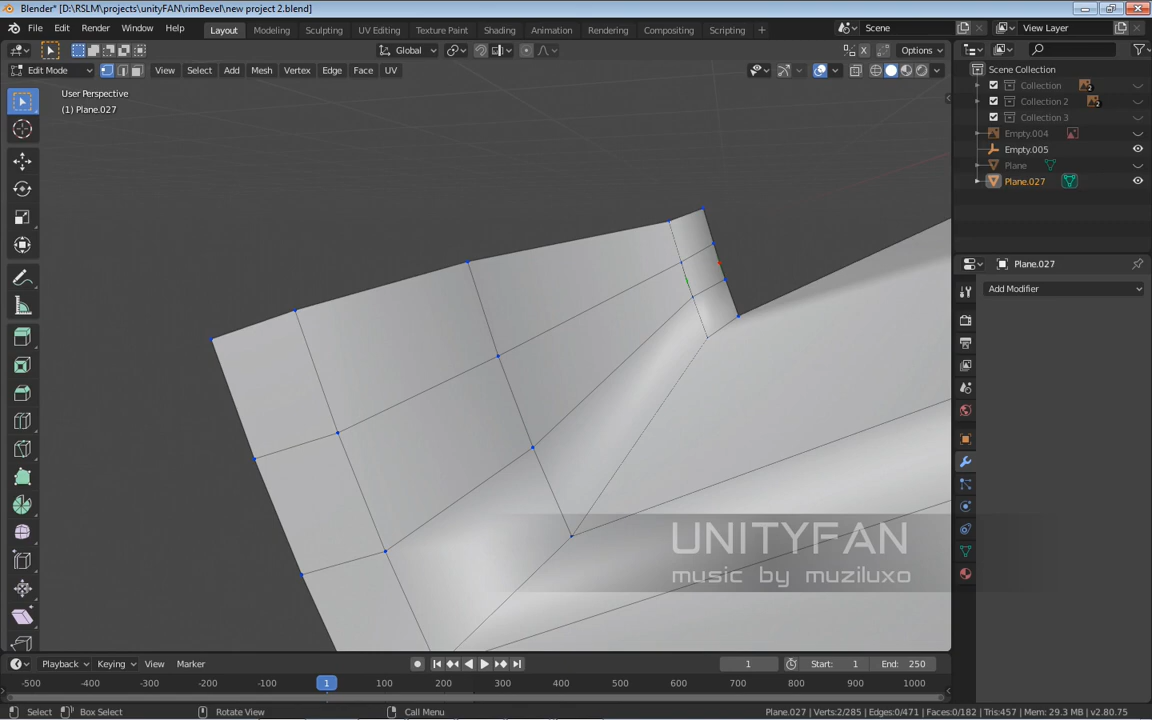 Blender* [D:\RSLM\projects\unityFAN\rimBevel\new project 2.blend]
File Edit Render Window Help Layout Modeling Sculpting UV Editing Texture Paint Shading Animation Rendering Compositing Scripting + Scene View Layer
Global Options
Edit Mode View Select Add Mesh Vertex Edge Face UV
User Perspective
(1) Plane.027
Scene Collection
Collection 2
Collection 2 2
Collection 3
Empty.004
Empty.005
Plane
Plane.027
Plane.027
Add Modifier
UNITYFAN
music by muziluxo
Playback Keying View Marker 1 Start: 1 End: 250
-500 -400 -300 -200 -100 1 100 200 300 400 500 600 700 800 900 1000
Select Box Select Rotate View Call Menu Plane.027 | Verts:2/285 | Edges:0/471 | Faces:0/182 | Tris:457 | Mem: 29.3 MB | v2.80.75